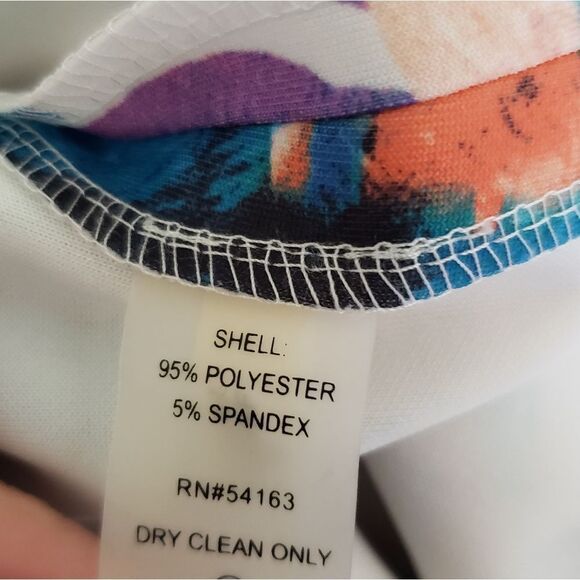 SHELL:
95% POLYESTER
5% SPANDEX
RN#54163
DRY CLEAN ONLY